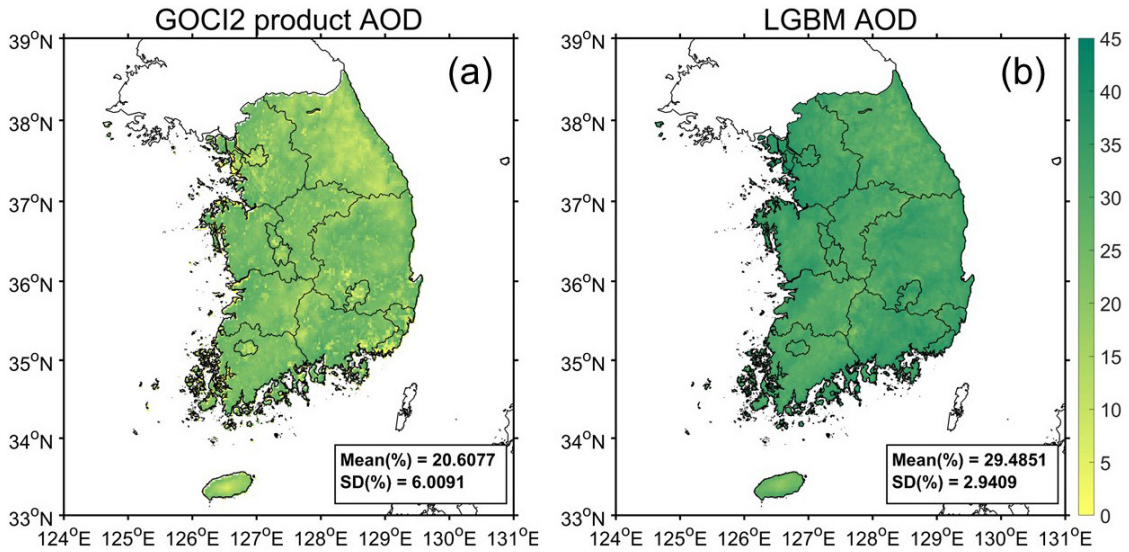 GOCI2 product AOD
(a)
39°N
38°N
37°N
36°N
35°N
34°N
33°N
124°E 125°E 126°E 127°E 128°E 129°E 130°E 131°E
Mean(%) = 20.6077
SD(%) = 6.0091
LGBM AOD
(b)
39°N
38°N
37°N
36°N
35°N
34°N
33°N
124°E 125°E 126°E 127°E 128°E 129°E 130°E 131°E
Mean(%) = 29.4851
SD(%) = 2.9409
45
40
35
30
25
20
15
10
5
0